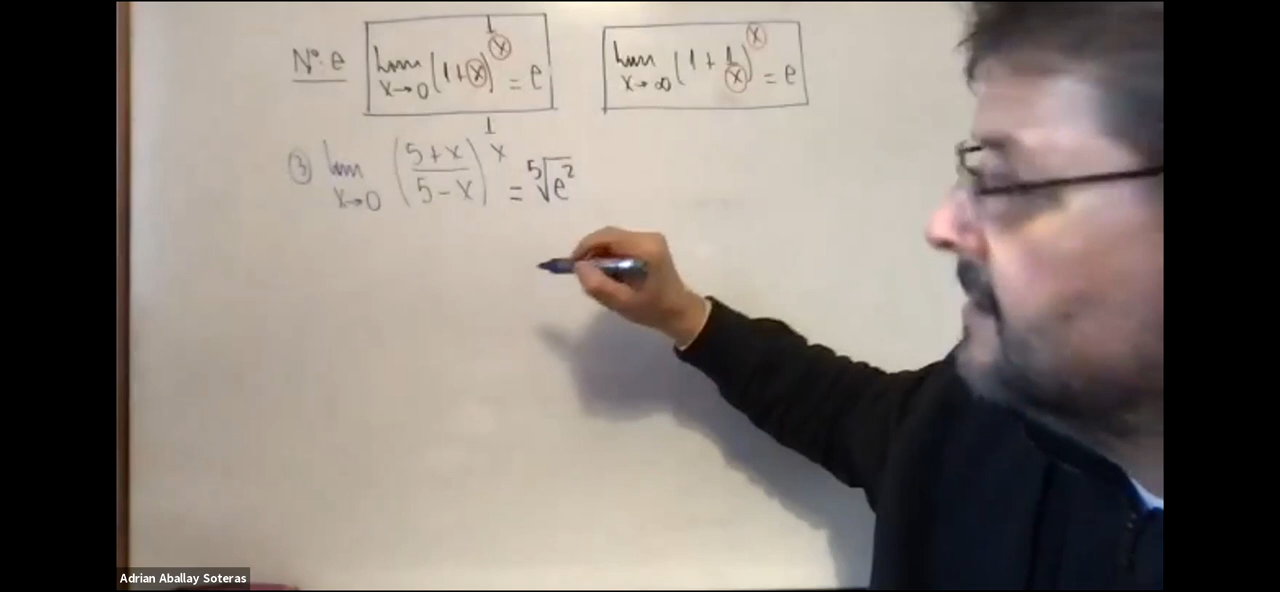 Nº e lim x→0 (1+x)^(1/x) = e lim x→∞ (1+1/x)^x = e
③ lim x→0 ((5+x)/(5-x))^(1/x) = ⁵√e²
Adrian Aballay Soteras